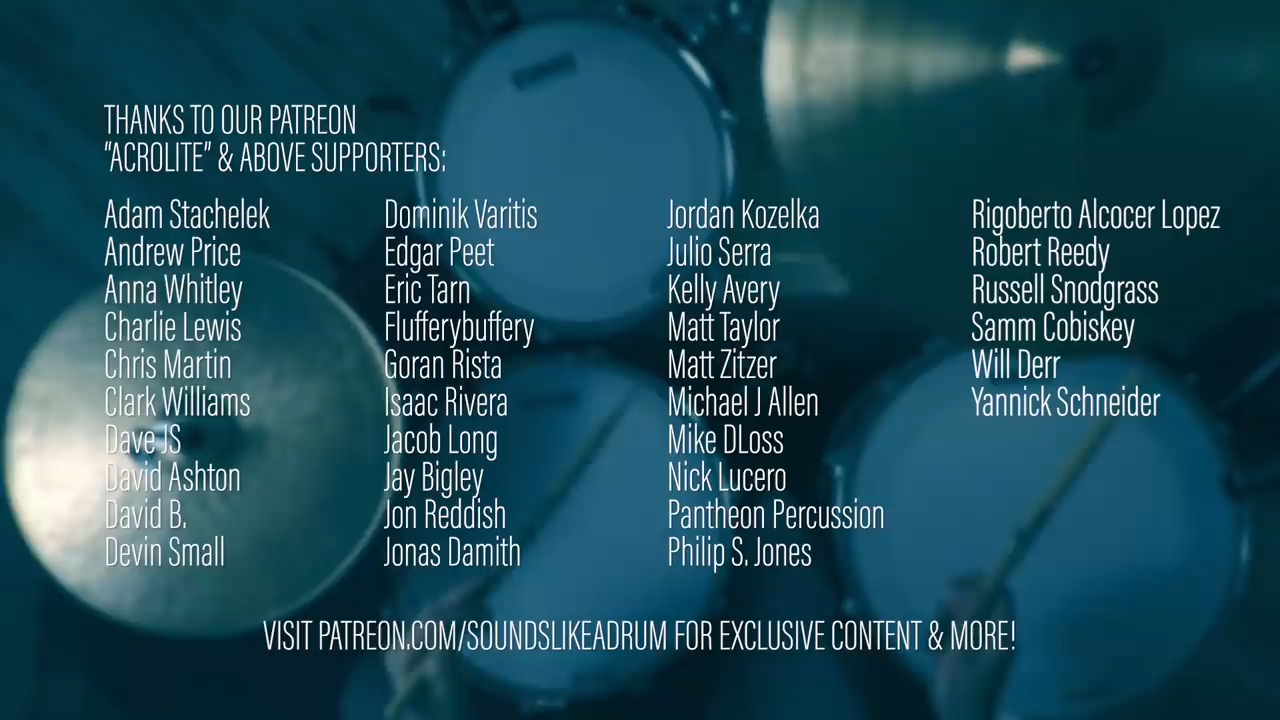 THANKS TO OUR PATREON
"ACROLITE" & ABOVE SUPPORTERS:
Adam Stachelek
Andrew Price
Anna Whitley
Charlie Lewis
Chris Martin
Clark Williams
Dave JS
David Ashton
David B.
Devin Small
Dominik Varitis
Edgar Peet
Eric Tarn
Flufferybuffery
Goran Rista
Isaac Rivera
Jacob Long
Jay Bigley
Jon Reddish
Jonas Damith
Jordan Kozelka
Julio Serra
Kelly Avery
Matt Taylor
Matt Zitzer
Michael J Allen
Mike DLoss
Nick Lucero
Pantheon Percussion
Philip S. Jones
Rigoberto Alcocer Lopez
Robert Reedy
Russell Snodgrass
Samm Cobiskey
Will Derr
Yannick Schneider
VISIT PATREON.COM/SOUNDSLIKEADRUM FOR EXCLUSIVE CONTENT & MORE!